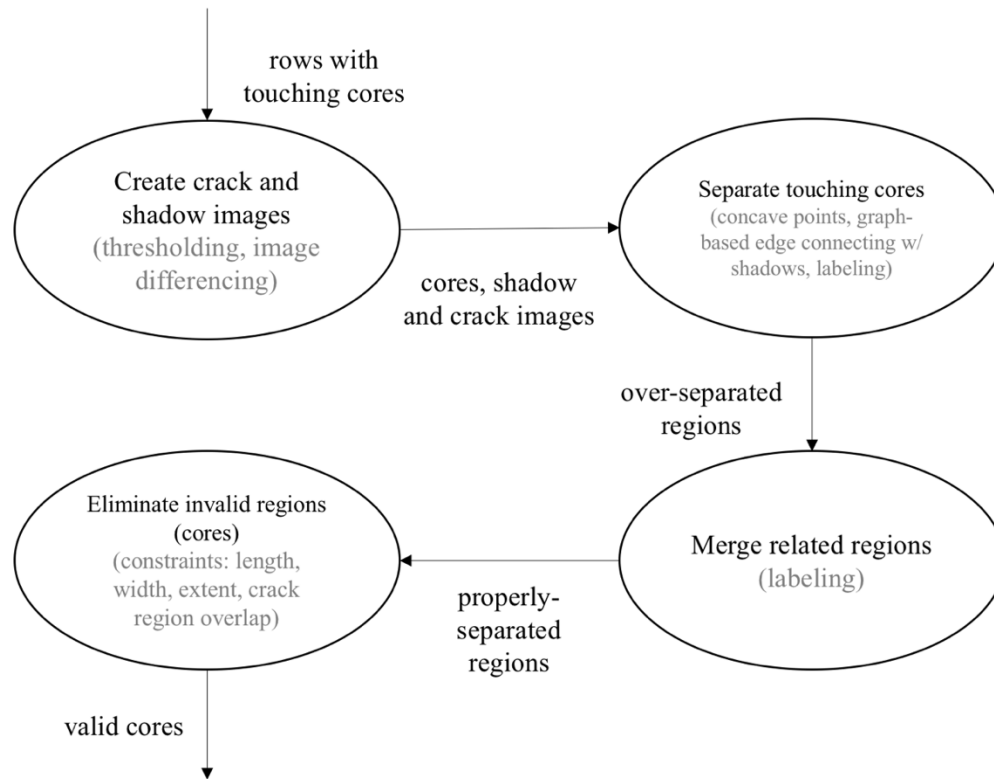 rows with
touching cores
Create crack and
shadow images
(thresholding, image
differencing)
cores, shadow
and crack images
Separate touching cores
(concave points, graph-
based edge connecting w/
shadows, labeling)
over-separated
regions
Merge related regions
(labeling)
properly-
separated
regions
Eliminate invalid regions
(cores)
(constraints: length,
width, extent, crack
region overlap)
valid cores